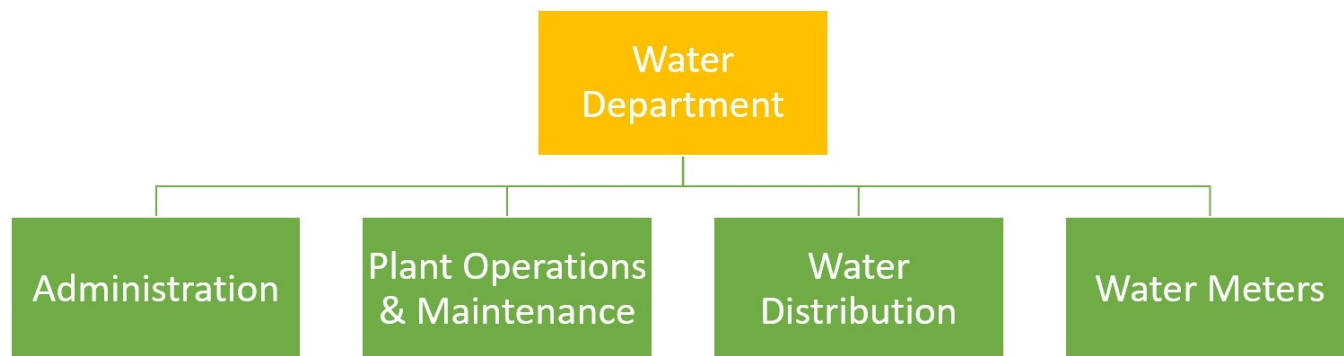 Water
Department
Administration
Plant Operations
& Maintenance
Water
Distribution
Water Meters